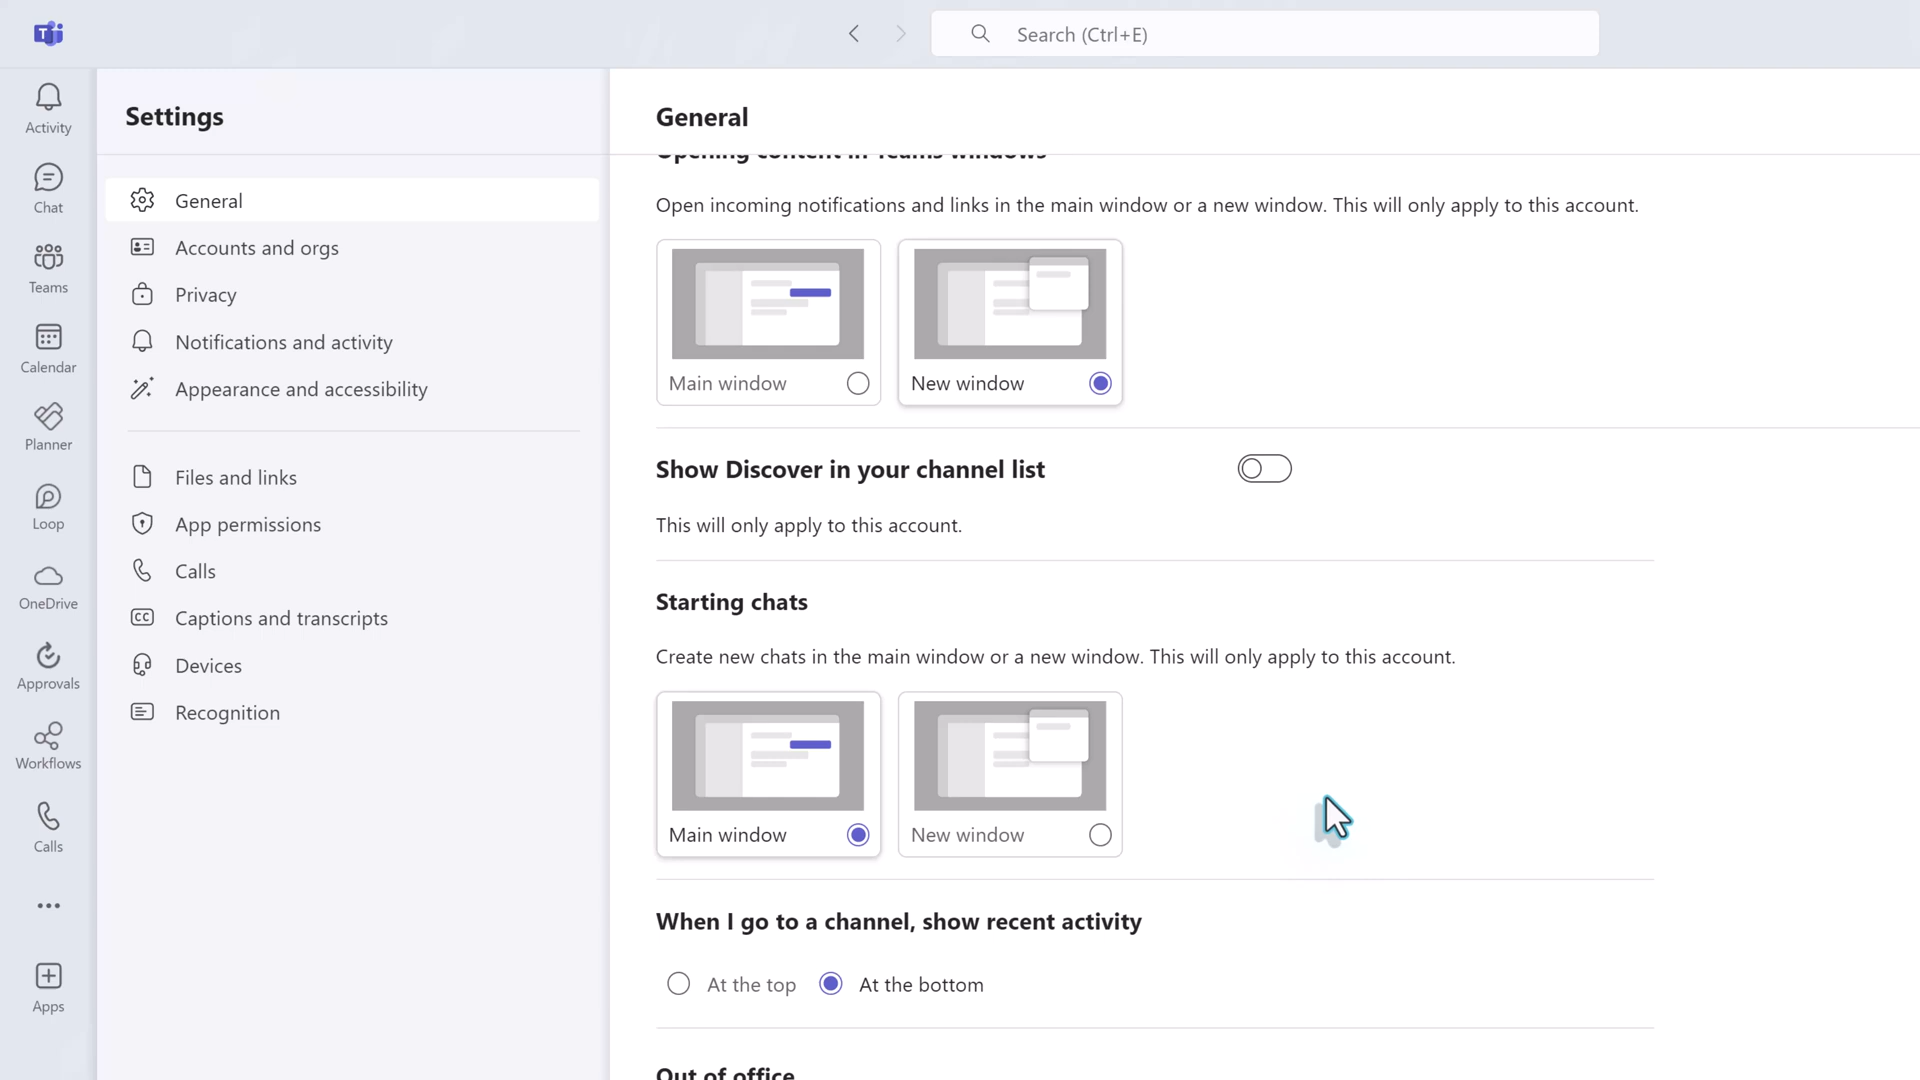 Search (Ctrl+E)
Activity
Chat
Teams
Calendar
Planner
Loop
OneDrive
Approvals
Workflows
Calls
Apps
Settings
General
Accounts and orgs
Privacy
Notifications and activity
Appearance and accessibility
Files and links
App permissions
Calls
Captions and transcripts
Devices
Recognition
General
Opening content in Teams windows
Open incoming notifications and links in the main window or a new window. This will only apply to this account.
Main window
New window
Show Discover in your channel list
This will only apply to this account.
Starting chats
Create new chats in the main window or a new window. This will only apply to this account.
Main window
New window
When I go to a channel, show recent activity
At the top
At the bottom
Out of office